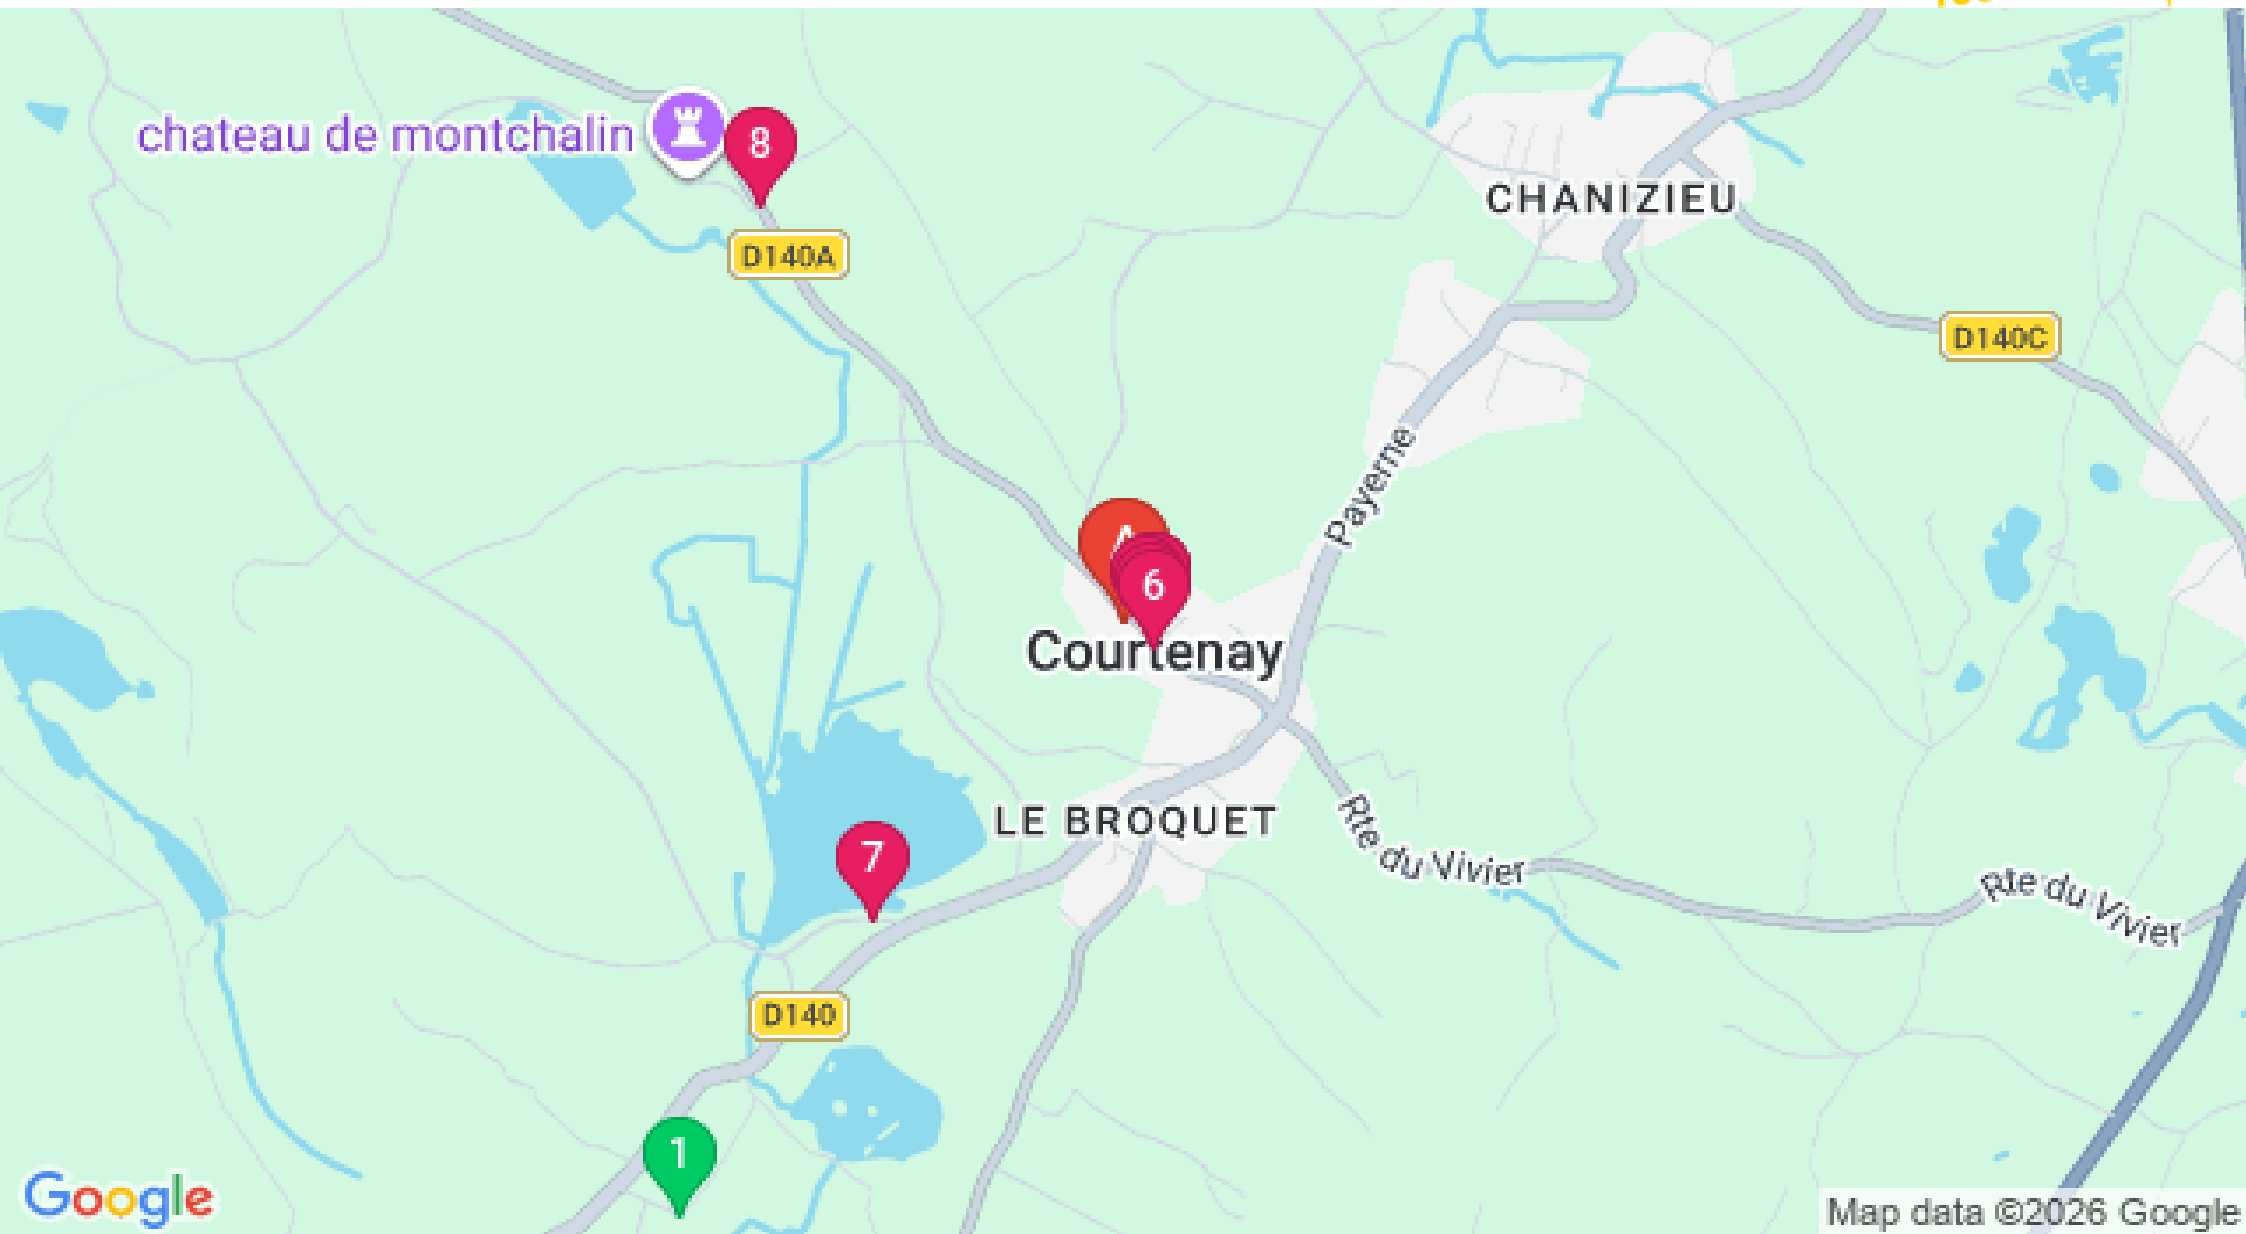 chateau de montchalin
8
D140A
CHANIZIEU
D140C
Payerne
6
Courtenay
LE BROQUET
7
Rte du Vivier
Rte du Vivier
D140
1
Google
Map data ©2026 Google